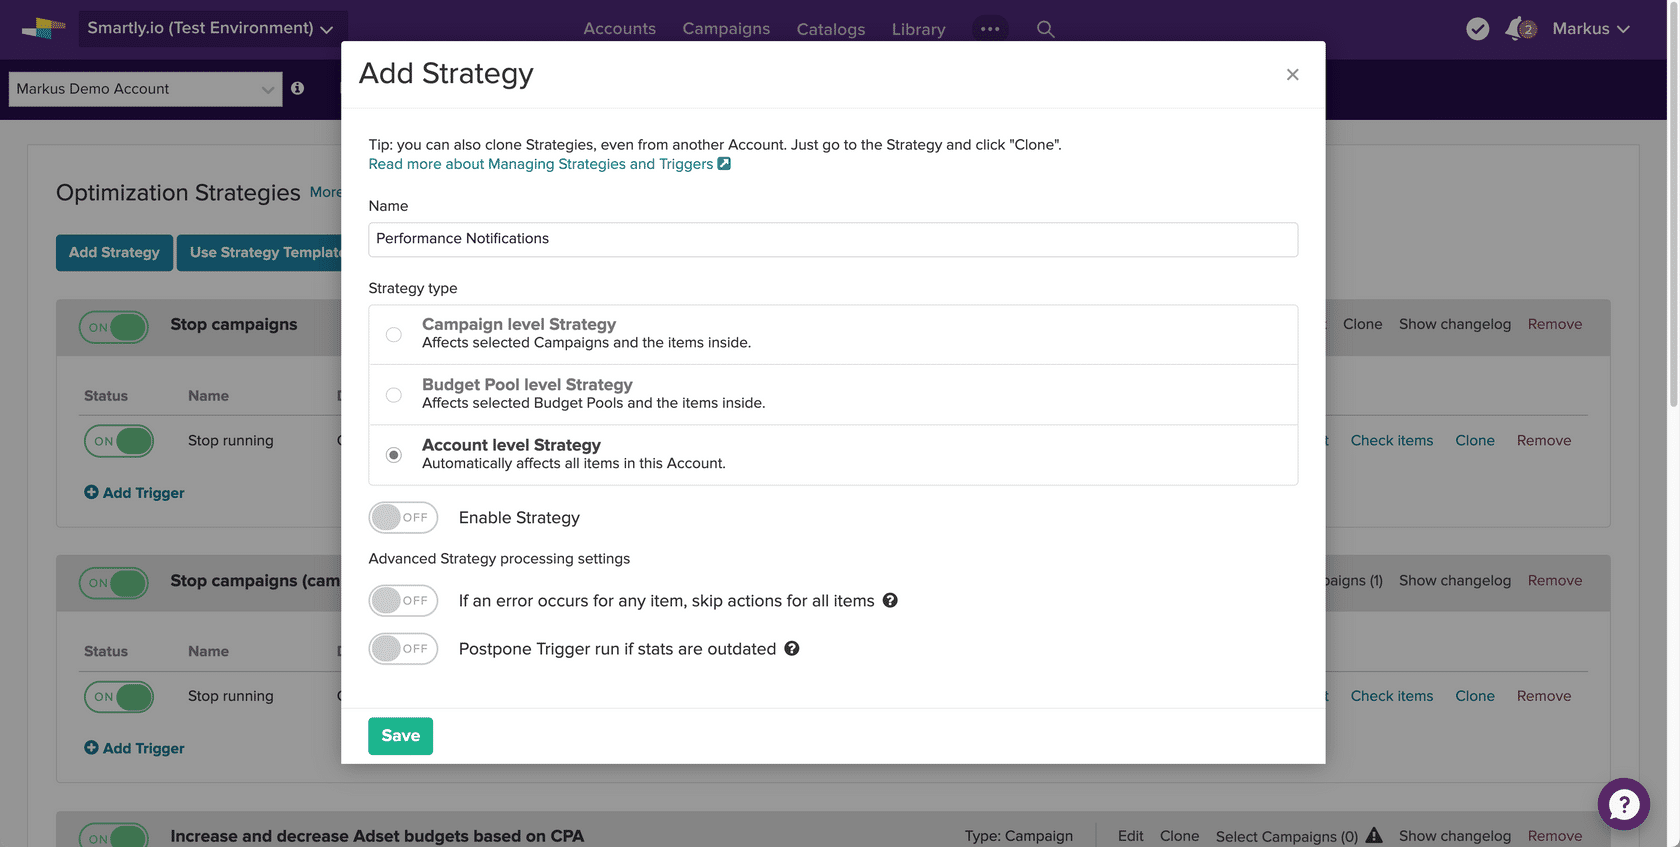 Smartly.io (Test Environment)
Accounts
Campaigns
Catalogs
Library
2
Markus
Markus Demo Account
Add Strategy
Tip: you can also clone Strategies, even from another Account. Just go to the Strategy and click "Clone".
Read more about Managing Strategies and Triggers
Optimization Strategies More
Name
Performance Notifications
Add Strategy
Use Strategy Template
Strategy type
ON Stop campaigns
Campaign level Strategy
Affects selected Campaigns and the items inside.
Clone Show changelog Remove
Budget Pool level Strategy
Affects selected Budget Pools and the items inside.
Status Name
Account level Strategy
Automatically affects all items in this Account.
ON Stop running
Check items Clone Remove
Add Trigger
OFF Enable Strategy
Advanced Strategy processing settings
ON Stop campaigns (cam
(1) Show changelog Remove
OFF If an error occurs for any item, skip actions for all items ?
OFF Postpone Trigger run if stats are outdated ?
Status Name
ON Stop running
Check items Clone Remove
Save
Add Trigger
?
ON Increase and decrease Adset budgets based on CPA
Type: Campaign Edit Clone Select Campaigns (0) Show changelog Remove